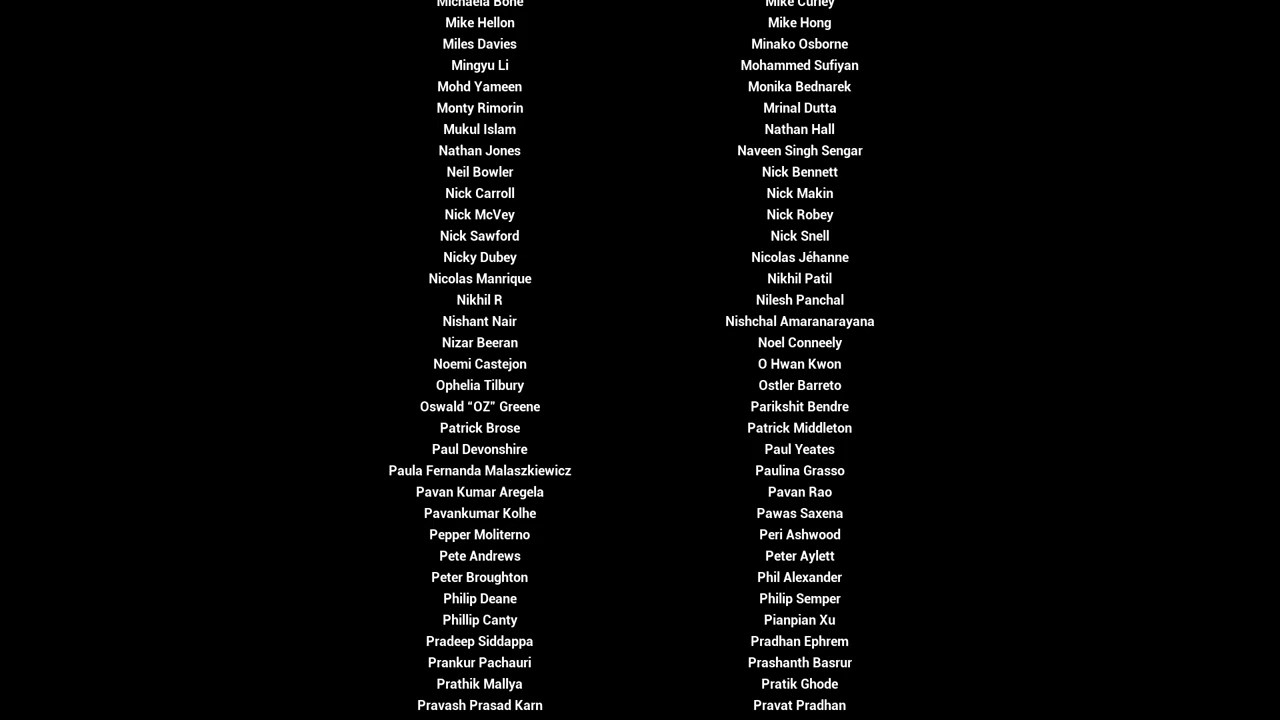 Michaela Bone Mike Curley
Mike Hellon Mike Hong
Miles Davies Minako Osborne
Mingyu Li Mohammed Sufiyan
Mohd Yameen Monika Bednarek
Monty Rimorin Mrinal Dutta
Mukul Islam Nathan Hall
Nathan Jones Naveen Singh Sengar
Neil Bowler Nick Bennett
Nick Carroll Nick Makin
Nick McVey Nick Robey
Nick Sawford Nick Snell
Nicky Dubey Nicolas Jéhanne
Nicolas Manrique Nikhil Patil
Nikhil R Nilesh Panchal
Nishant Nair Nishchal Amaranarayana
Nizar Beeran Noel Conneely
Noemi Castejon O Hwan Kwon
Ophelia Tilbury Ostler Barreto
Oswald “OZ” Greene Parikshit Bendre
Patrick Brose Patrick Middleton
Paul Devonshire Paul Yeates
Paula Fernanda Malaszkiewicz Paulina Grasso
Pavan Kumar Aregela Pavan Rao
Pavankumar Kolhe Pawas Saxena
Pepper Moliterno Peri Ashwood
Pete Andrews Peter Aylett
Peter Broughton Phil Alexander
Philip Deane Philip Semper
Phillip Canty Pianpian Xu
Pradeep Siddappa Pradhan Ephrem
Prankur Pachauri Prashanth Basrur
Prathik Mallya Pratik Ghode
Pravash Prasad Karn Pravat Pradhan